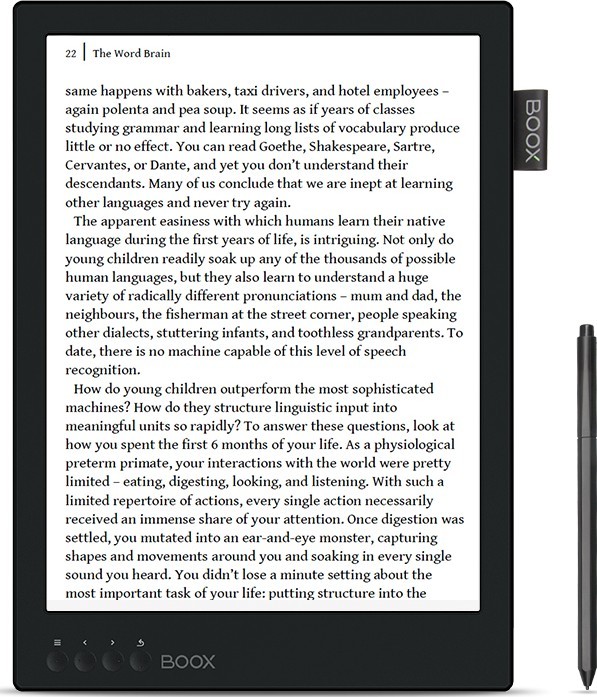 22 | The Word Brain
same happens with bakers, taxi drivers, and hotel employees –
again polenta and pea soup. It seems as if years of classes
studying grammar and learning long lists of vocabulary produce
little or no effect. You can read Goethe, Shakespeare, Sartre,
Cervantes, or Dante, and yet you don’t understand their
descendants. Many of us conclude that we are inept at learning
other languages and never try again.
The apparent easiness with which humans learn their native
language during the first years of life, is intriguing. Not only do
young children readily soak up any of the thousands of possible
human languages, but they also learn to understand a huge
variety of radically different pronunciations – mum and dad, the
neighbours, the fisherman at the street corner, people speaking
other dialects, stuttering infants, and toothless grandparents. To
date, there is no machine capable of this level of speech
recognition.
How do young children outperform the most sophisticated
machines? How do they structure linguistic input into
meaningful units so rapidly? To answer these questions, look at
how you spent the first 6 months of your life. As a physiological
preterm primate, your interactions with the world were pretty
limited – eating, digesting, looking, and listening. With such a
limited repertoire of actions, every single action necessarily
received an immense share of your attention. Once digestion was
settled, you mutated into an ear-and-eye monster, capturing
shapes and movements around you and soaking in every single
sound you heard. You didn’t lose a minute setting about the
most important task of your life: putting structure into the
BOOX
BOOX